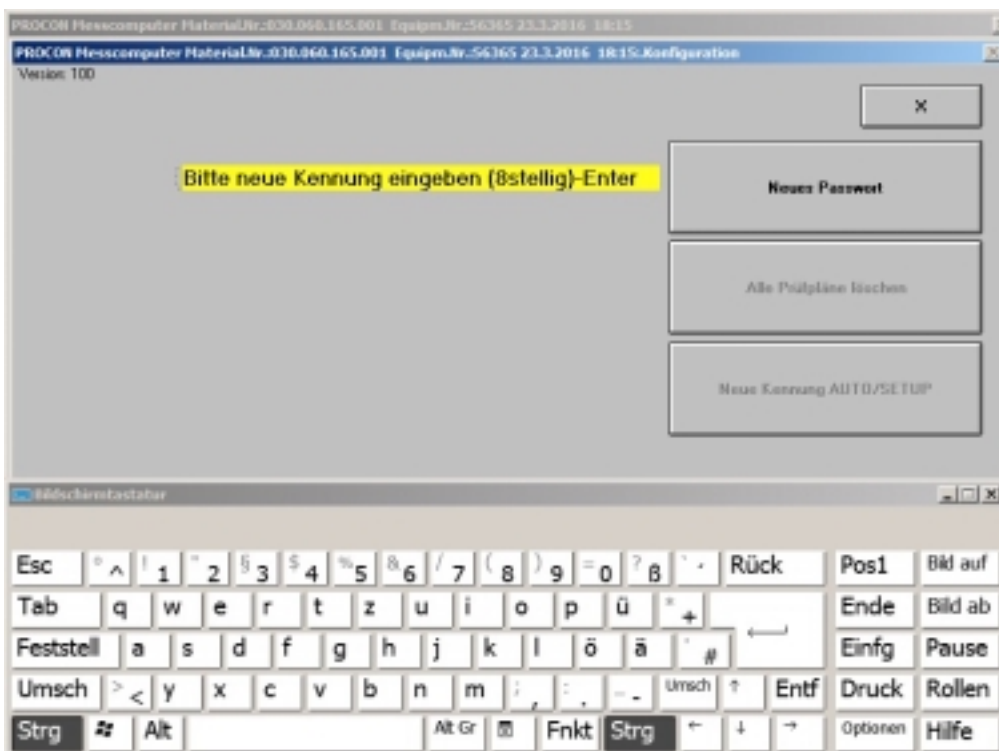 PROCON Messcomputer Material.Nr.:030.060.165.001 Equipm.Nr.:56365 23.3.2016 18:15
PROCON Messcomputer Material.Nr.:030.060.165.001 Equipm.Nr.:56365 23.3.2016 18:15:.Konfiguration
Version: 100
Bitte neue Kennung eingeben (8stellig)-Enter
Neues Passwort
Alle Prüfpläne löschen
Neue Kennung AUTO/SETUP
Bildschirmtastatur
Esc ° ^ ! 1 " 2 § 3 $ 4 % 5 & 6 / 7 ( 8 ) 9 = 0 ? ß ` ´ Rück Pos1 Bild auf
Tab q w e r t z u i o p ü * + Ende Bild ab
Feststell a s d f g h j k l ö ä ' # Einfg Pause
Umsch > < y x c v b n m ; , : . _ - Umsch ↑ Entf Druck Rollen
Strg Alt Alt Gr Fnkt Strg ← ↓ → Optionen Hilfe